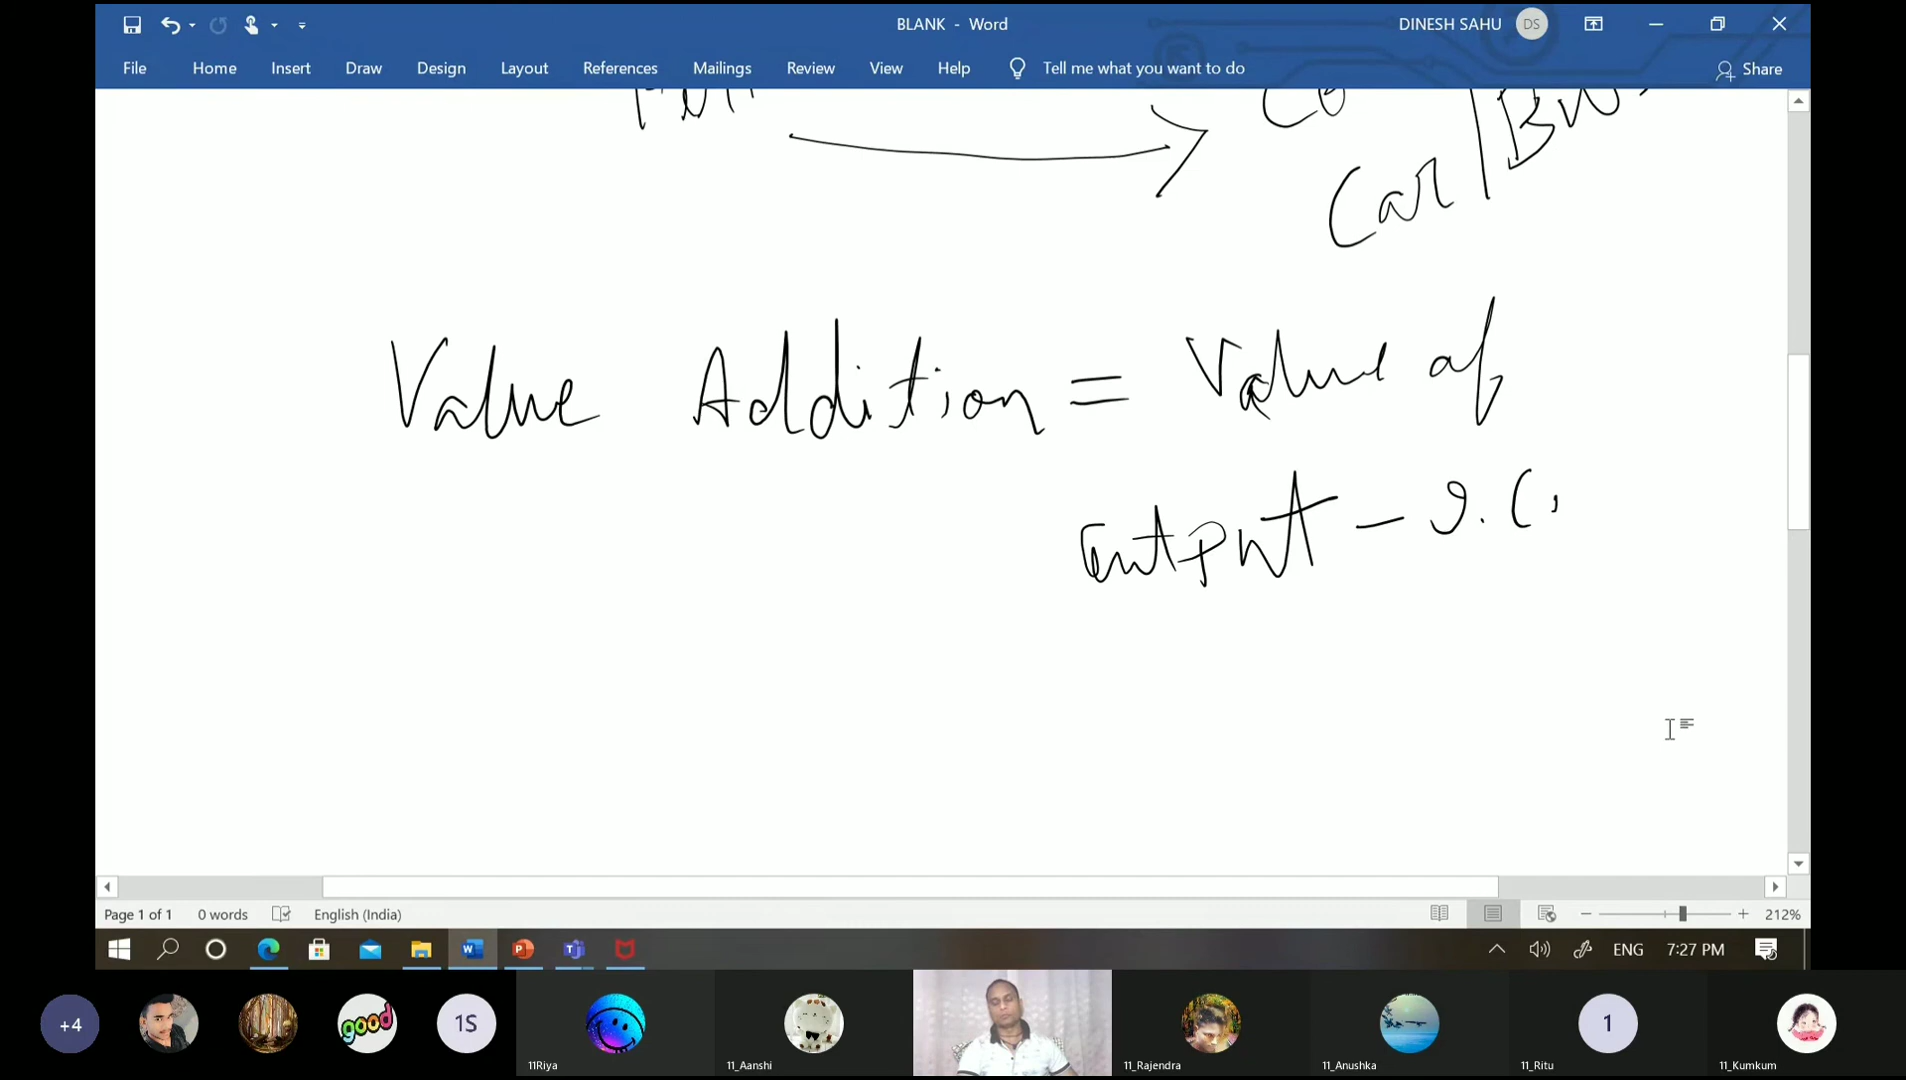 BLANK - Word
DINESH SAHU
DS
File Home Insert Draw Design Layout References Mailings Review View Help Tell me what you want to do
Share
Car
Value Addition = Value of
output - I.C.
Page 1 of 1 0 words English (India)
212%
ENG 7:27 PM
+4
good
1S
1
11Riya
11_Aanshi
11_Rajendra
11_Anushka
11_Ritu
11_Kumkum